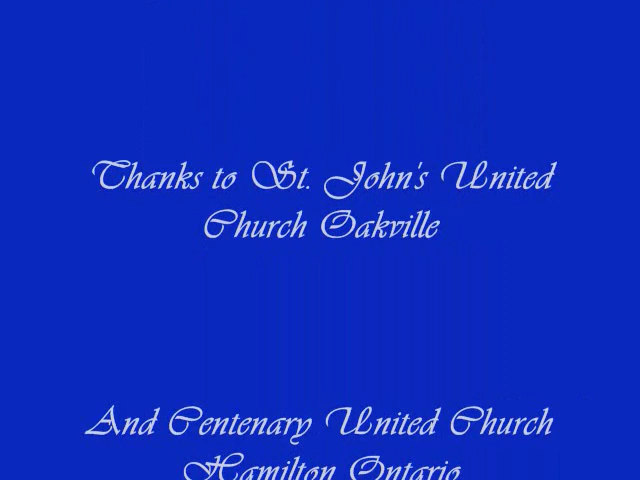 Thanks to St. John's United
Church Oakville
And Centenary United Church
Hamilton Ontario